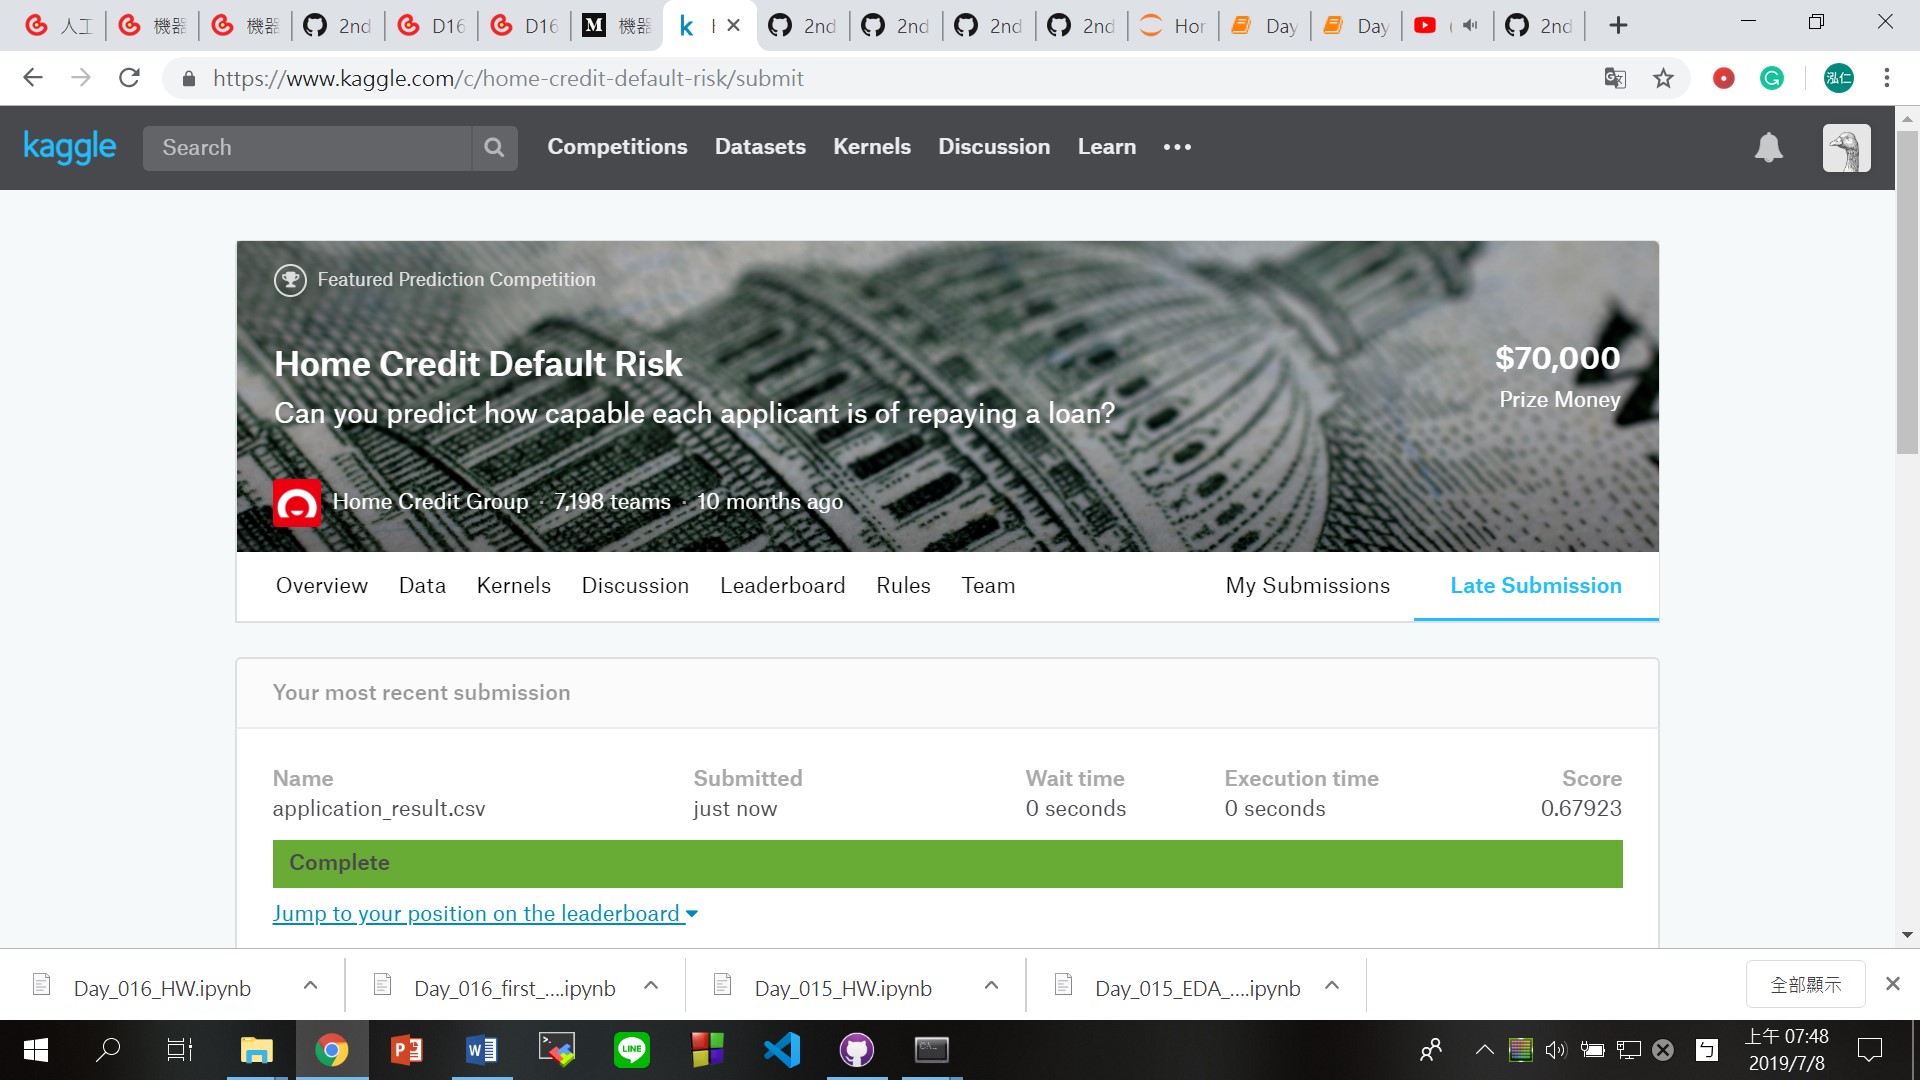 人工
機器
機器
2nd
D16
D16
機器
2nd
2nd
2nd
2nd
Hor
Day
Day
2nd
https://www.kaggle.com/c/home-credit-default-risk/submit
泓仁
kaggle
Search
Competitions Datasets Kernels Discussion Learn •••
Featured Prediction Competition
Home Credit Default Risk
Can you predict how capable each applicant is of repaying a loan?
$70,000
Prize Money
Home Credit Group · 7,198 teams · 10 months ago
Overview Data Kernels Discussion Leaderboard Rules Team My Submissions Late Submission
Your most recent submission
Name Submitted Wait time Execution time Score
application_result.csv just now 0 seconds 0 seconds 0.67923
Complete
Jump to your position on the leaderboard
Day_016_HW.ipynb Day_016_first_....ipynb Day_015_HW.ipynb Day_015_EDA_....ipynb 全部顯示
LINE
ㄅ
上午 07:48
2019/7/8